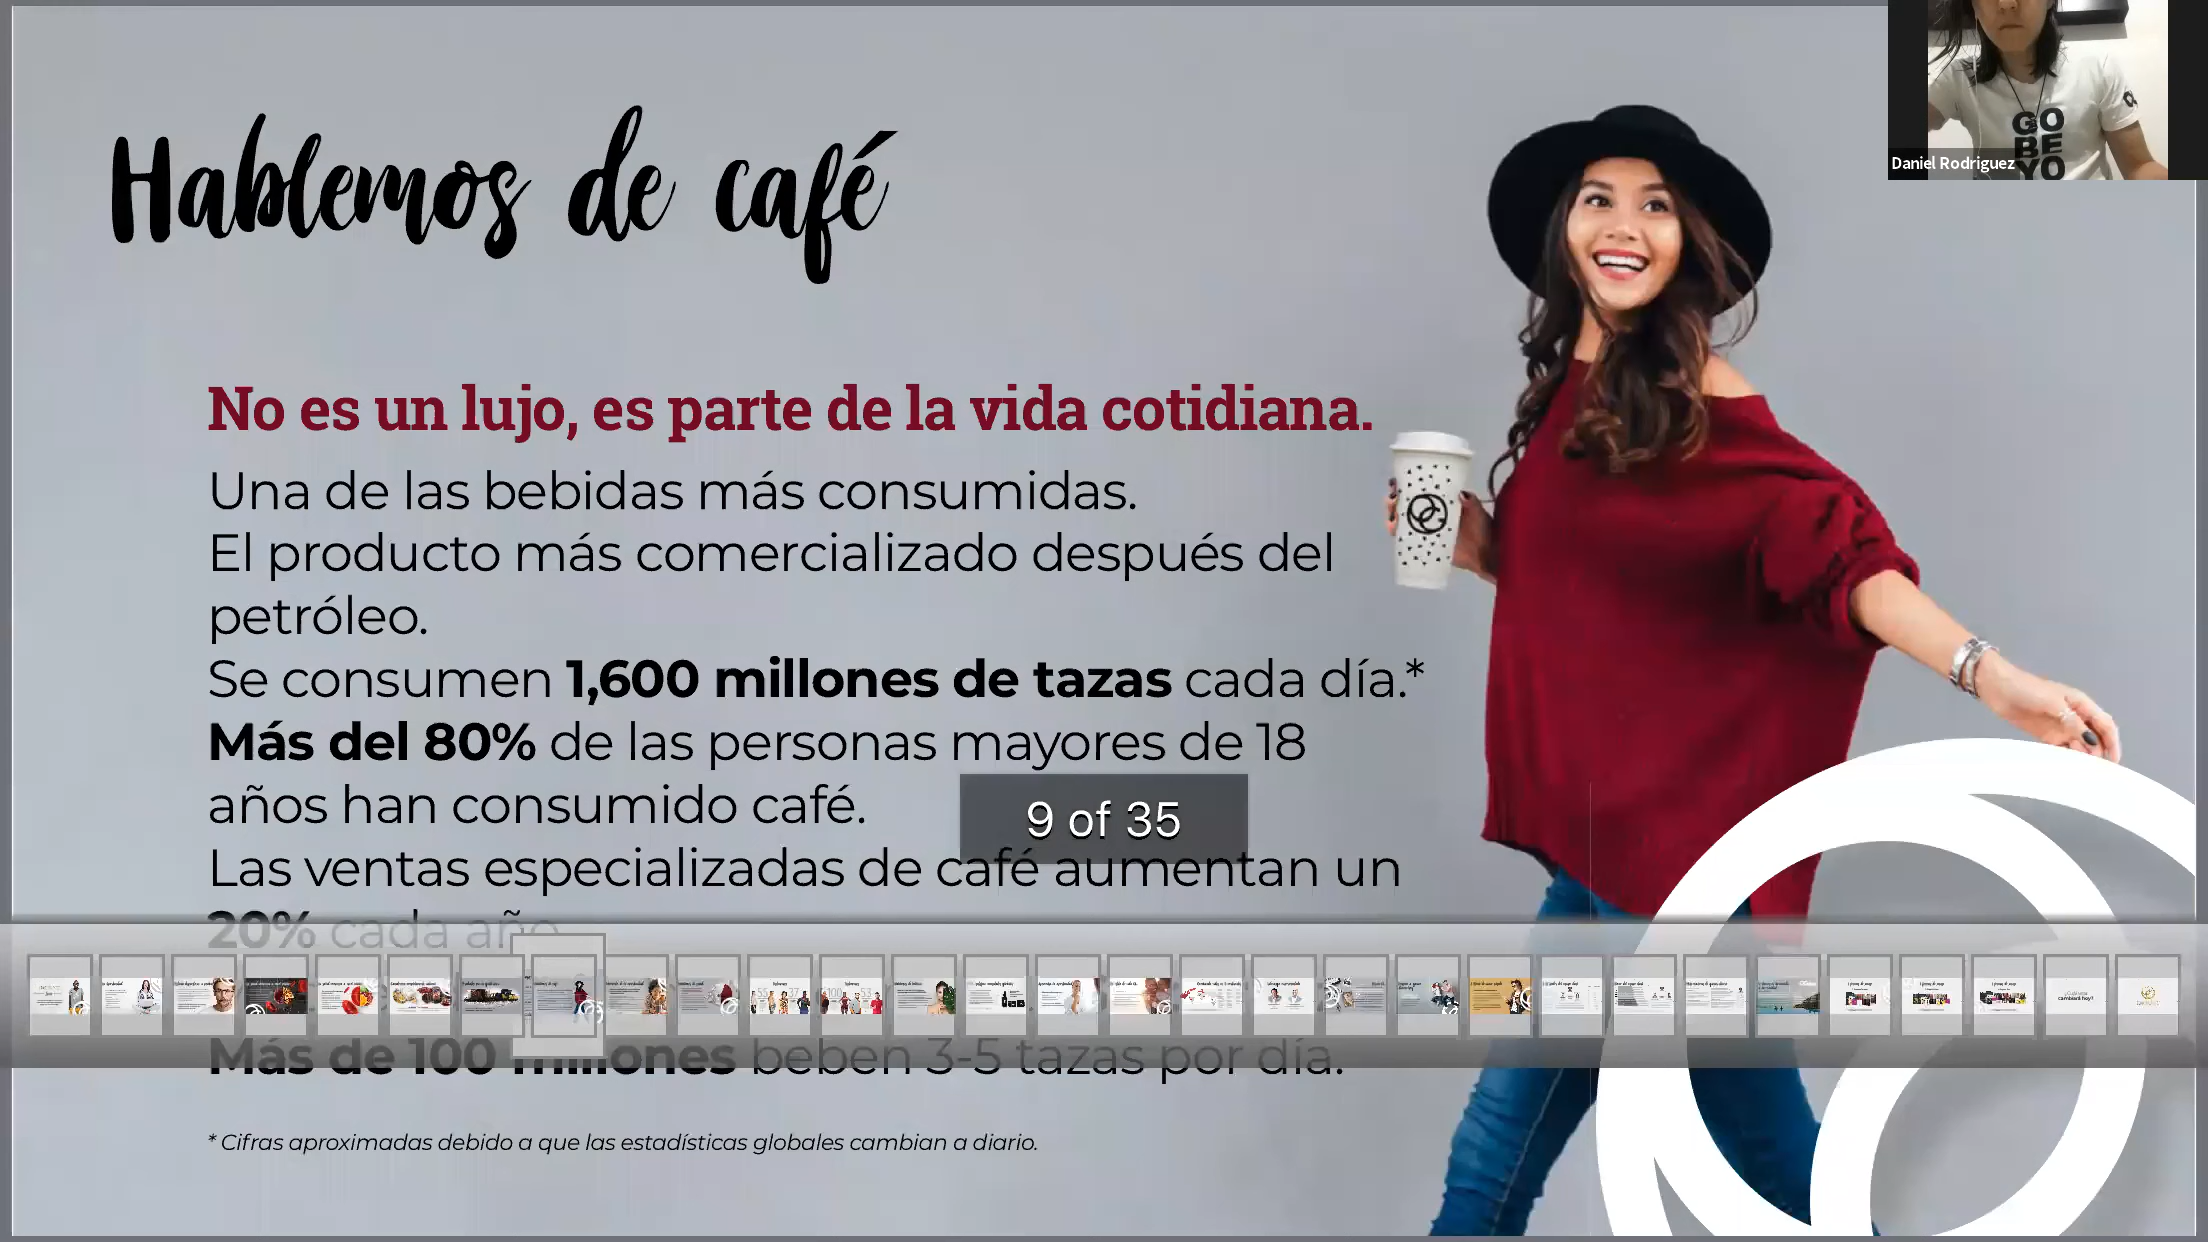 Hablemos de café
No es un lujo, es parte de la vida cotidiana.
Una de las bebidas más consumidas.
El producto más comercializado después del
petróleo.
Se consumen 1,600 millones de tazas cada día.*
Más del 80% de las personas mayores de 18
años han consumido café.
9 of 35
Las ventas especializadas de café aumentan un
20% cada año
Más de 100 millones beben 3-5 tazas por día.
* Cifras aproximadas debido a que las estadísticas globales cambian a diario.
GO
BE
YO
Daniel Rodriguez